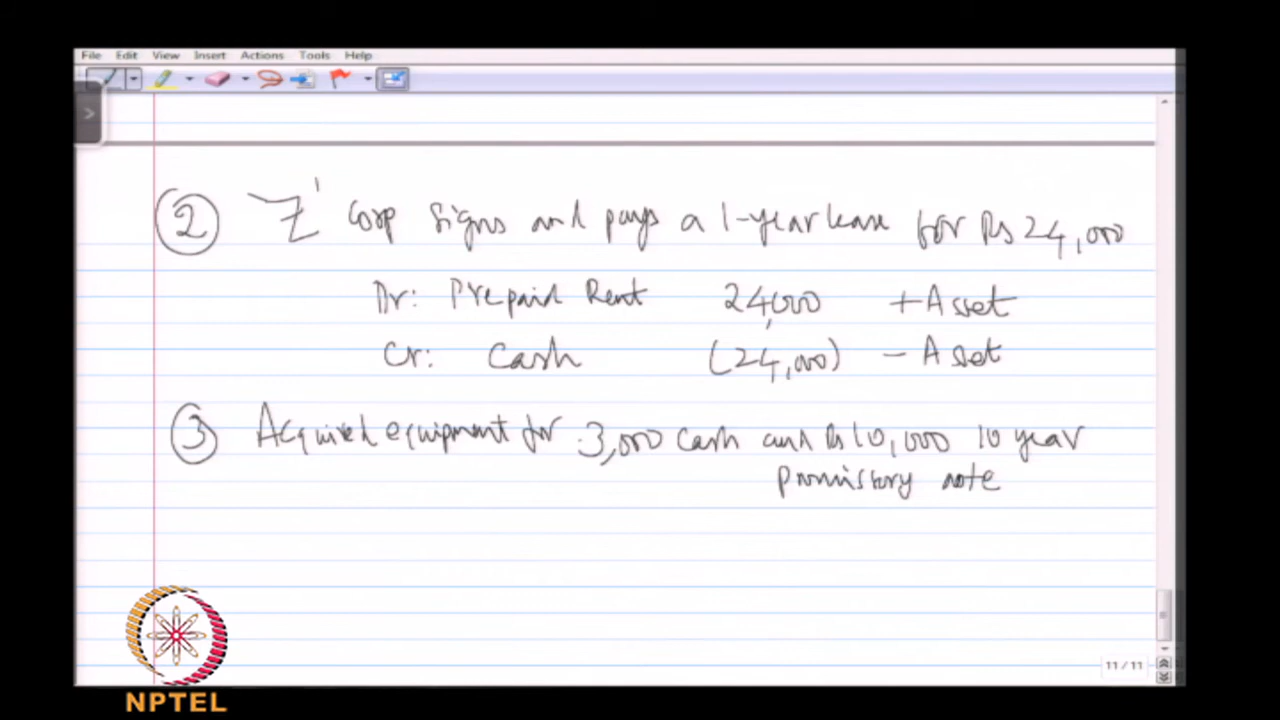 File Edit View Insert Actions Tools Help
2 'Z' Corp signs and pays a 1-year lease for Rs 24,000
Dr: Prepaid Rent 24,000 + Asset
Cr: Cash (24,000) - Asset
3 Acquired equipment for 3,000 cash and Rs 10,000 10 year
promissory note
11 / 11
NPTEL